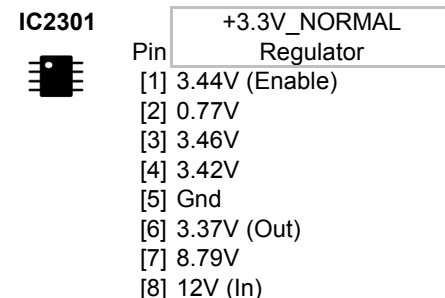 IC2301
+3.3V_NORMAL
Pin Regulator
[1] 3.44V (Enable)
[2] 0.77V
[3] 3.46V
[4] 3.42V
[5] Gnd
[6] 3.37V (Out)
[7] 8.79V
[8] 12V (In)